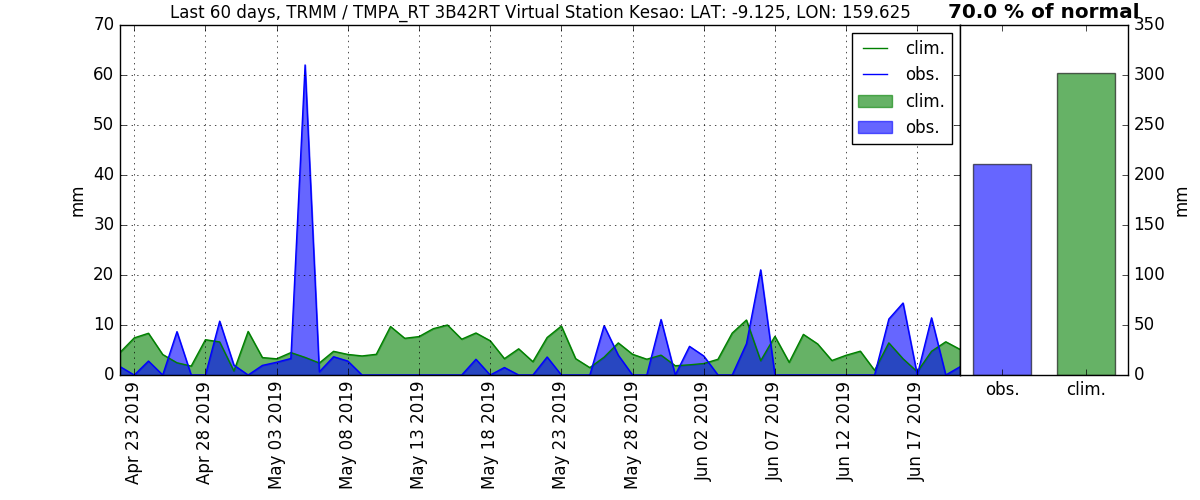 Last 60 days, TRMM / TMPA_RT 3B42RT Virtual Station Kesao: LAT: -9.125, LON: 159.625
70.0 % of normal
70
60
50
40
30
20
10
0
mm
clim.
obs.
clim.
obs.
350
300
250
200
150
100
50
0
mm
obs.
clim.
Apr 23 2019
Apr 28 2019
May 03 2019
May 08 2019
May 13 2019
May 18 2019
May 23 2019
May 28 2019
Jun 02 2019
Jun 07 2019
Jun 12 2019
Jun 17 2019